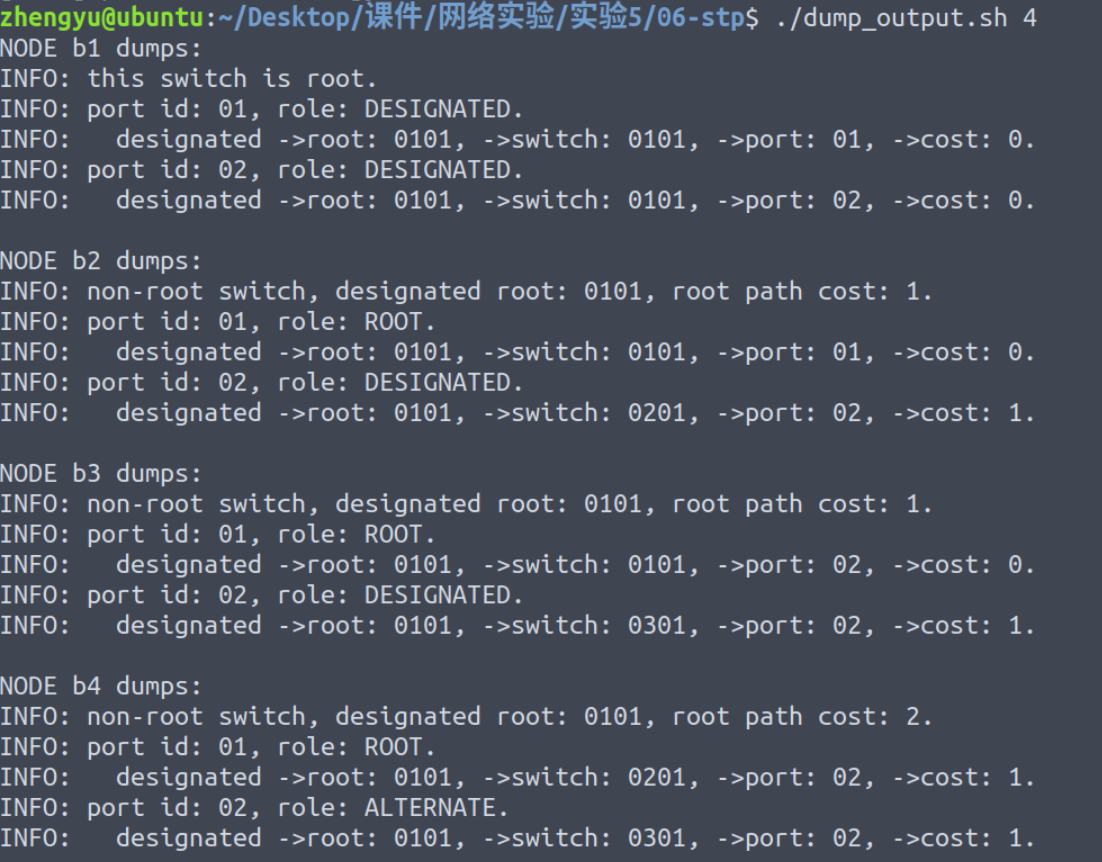 zhengyu@ubuntu:~/Desktop/课件/网络实验/实验5/06-stp$ ./dump_output.sh 4
NODE b1 dumps:
INFO: this switch is root.
INFO: port id: 01, role: DESIGNATED.
INFO:   designated ->root: 0101, ->switch: 0101, ->port: 01, ->cost: 0.
INFO: port id: 02, role: DESIGNATED.
INFO:   designated ->root: 0101, ->switch: 0101, ->port: 02, ->cost: 0.
NODE b2 dumps:
INFO: non-root switch, designated root: 0101, root path cost: 1.
INFO: port id: 01, role: ROOT.
INFO:   designated ->root: 0101, ->switch: 0101, ->port: 01, ->cost: 0.
INFO: port id: 02, role: DESIGNATED.
INFO:   designated ->root: 0101, ->switch: 0201, ->port: 02, ->cost: 1.
NODE b3 dumps:
INFO: non-root switch, designated root: 0101, root path cost: 1.
INFO: port id: 01, role: ROOT.
INFO:   designated ->root: 0101, ->switch: 0101, ->port: 02, ->cost: 0.
INFO: port id: 02, role: DESIGNATED.
INFO:   designated ->root: 0101, ->switch: 0301, ->port: 02, ->cost: 1.
NODE b4 dumps:
INFO: non-root switch, designated root: 0101, root path cost: 2.
INFO: port id: 01, role: ROOT.
INFO:   designated ->root: 0101, ->switch: 0201, ->port: 02, ->cost: 1.
INFO: port id: 02, role: ALTERNATE.
INFO:   designated ->root: 0101, ->switch: 0301, ->port: 02, ->cost: 1.